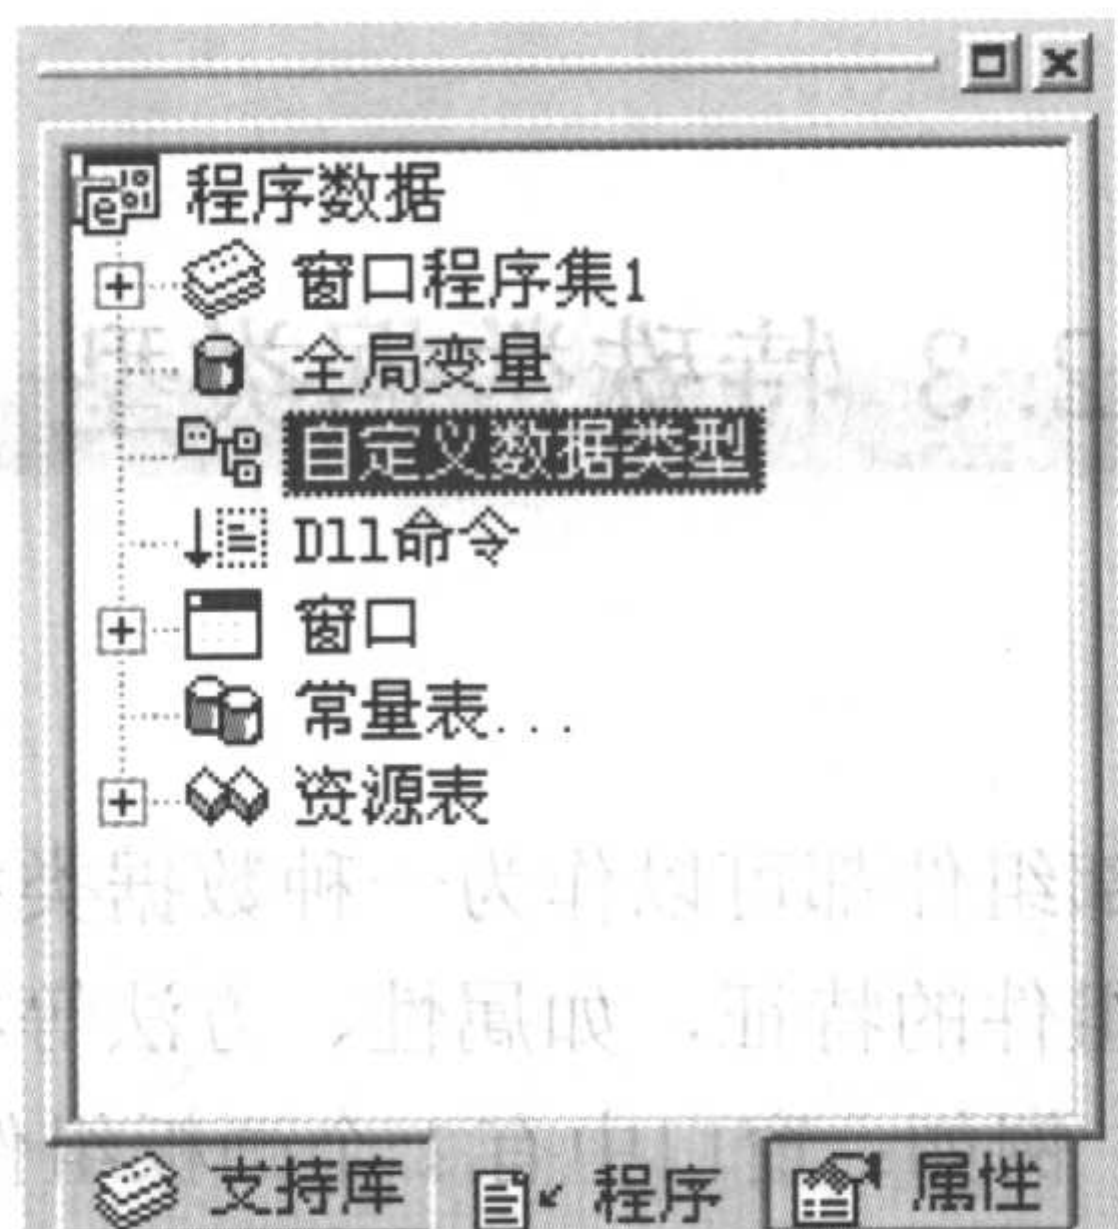 程序数据
窗口程序集1
全局变量
自定义数据类型
Dll命令
窗口
常量表...
资源表
支持库 程序 属性